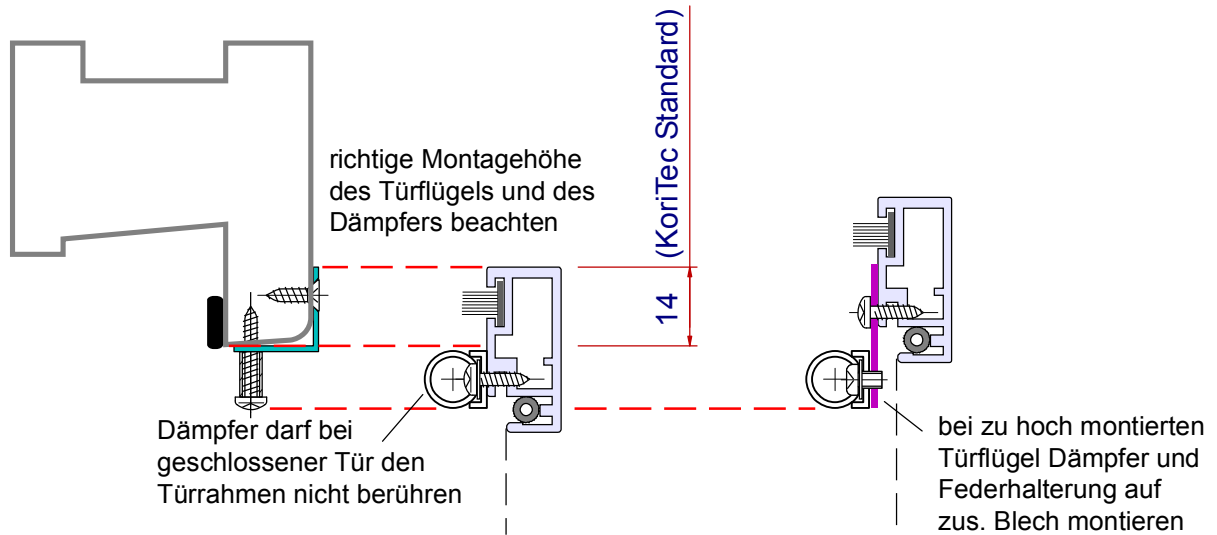 richtige Montagehöhe
des Türflügels und des
Dämpfers beachten
14 (KoriTec Standard)
Dämpfer darf bei
geschlossener Tür den
Türrahmen nicht berühren
bei zu hoch montierten
Türflügel Dämpfer und
Federhalterung auf
zus. Blech montieren